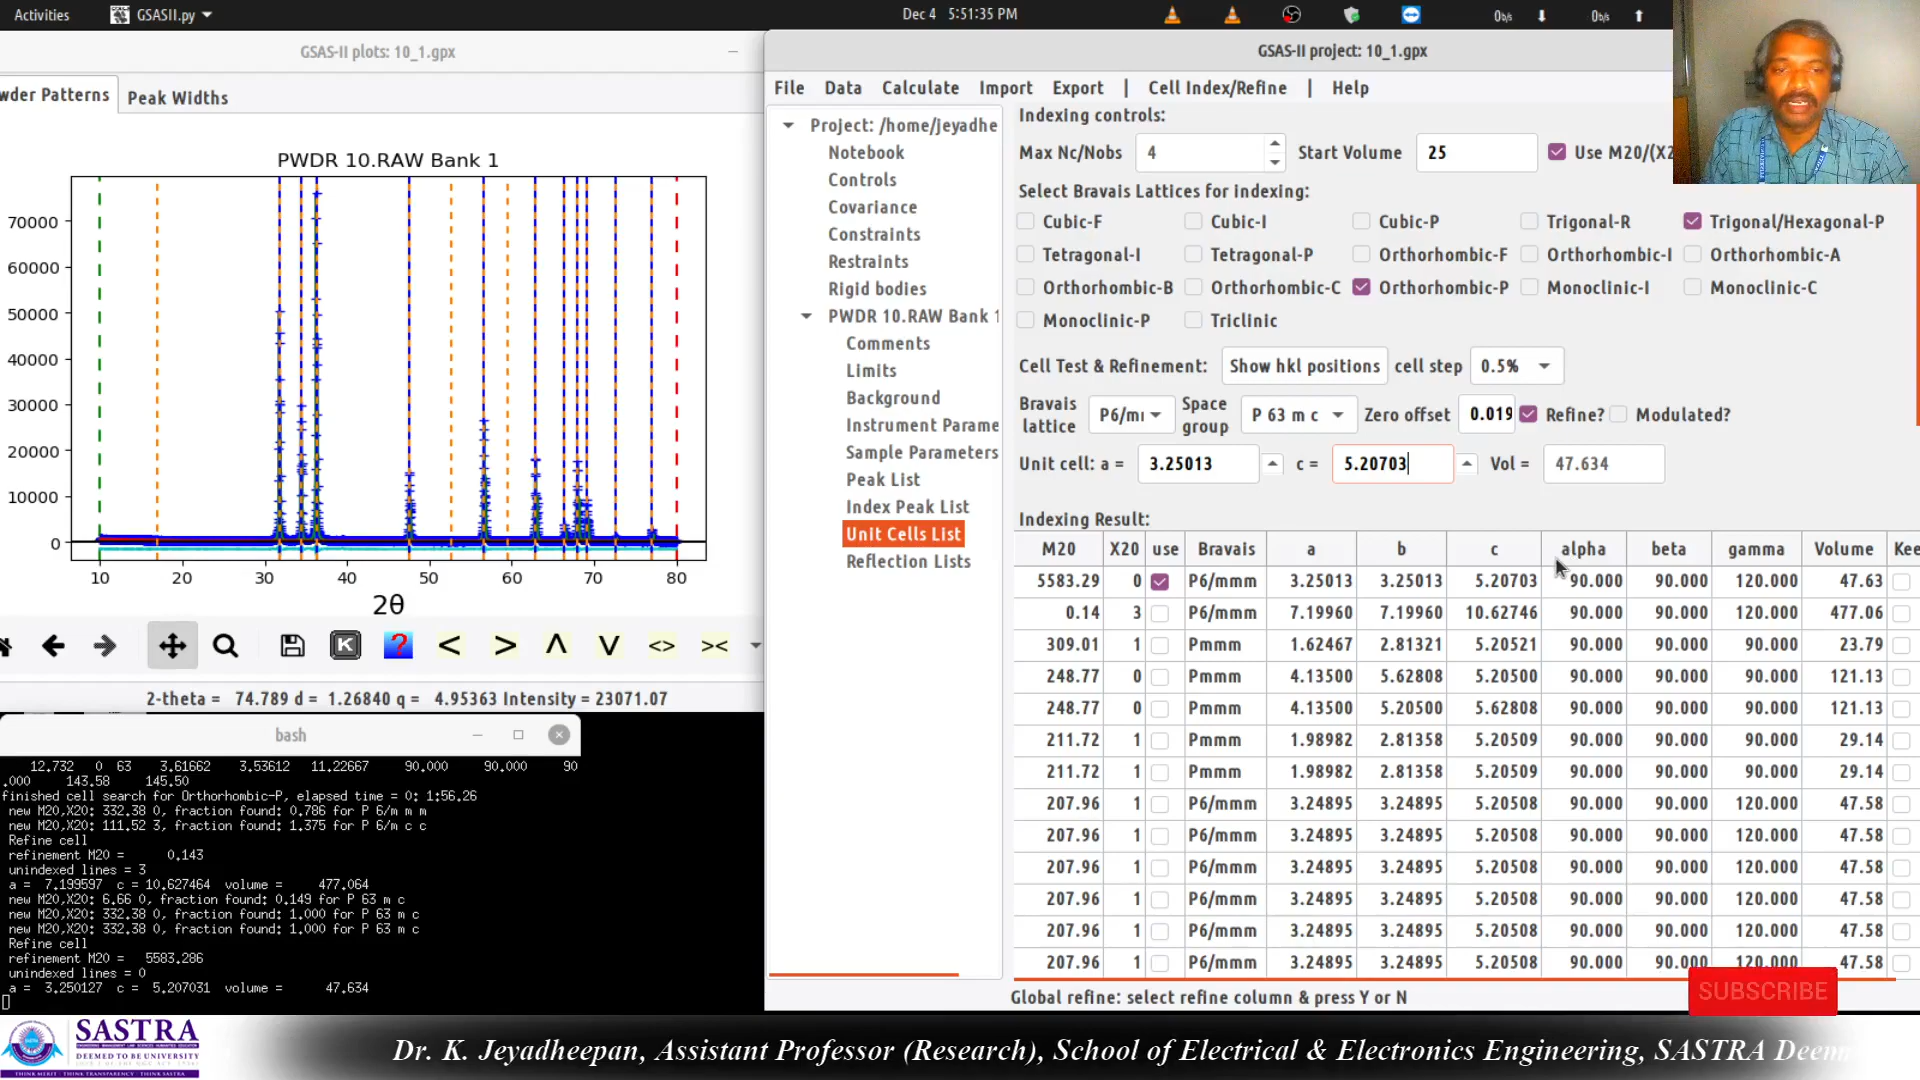 Activities
GSASII.py
Dec 4 5:51:35 PM
0b/s
0b/s
GSAS-II plots: 10_1.gpx
wder Patterns
Peak Widths
PWDR 10.RAW Bank 1
70000
60000
50000
40000
30000
20000
10000
0
10 20 30 40 50 60 70 80
2θ
K
?
< > Λ V <> ><
2-theta = 74.789 d = 1.26840 q = 4.95363 Intensity = 23071.07
bash
12.732 0 63 3.61662 3.53612 11.22667 90.000 90.000 90
.000 143.58 145.50
finished cell search for Orthorhombic-P, elapsed time = 0: 1:56.26
new M20,X20: 332.38 0, fraction found: 0.786 for P 6/m m m
new M20,X20: 111.52 3, fraction found: 1.375 for P 6/m c c
Refine cell
refinement M20 = 0.143
unindexed lines = 3
a = 7.199597 c = 10.627464 volume = 477.064
new M20,X20: 6.66 0, fraction found: 0.149 for P 63 m c
new M20,X20: 332.38 0, fraction found: 1.000 for P 63 m c
new M20,X20: 332.38 0, fraction found: 1.000 for P 63 m c
Refine cell
refinement M20 = 5583.286
unindexed lines = 0
a = 3.250127 c = 5.207031 volume = 47.634
GSAS-II project: 10_1.gpx
File Data Calculate Import Export | Cell Index/Refine | Help
Project: /home/jeyadhe
Notebook
Controls
Covariance
Constraints
Restraints
Rigid bodies
PWDR 10.RAW Bank 1
Comments
Limits
Background
Instrument Parame
Sample Parameters
Peak List
Index Peak List
Unit Cells List
Reflection Lists
Indexing controls:
Max Nc/Nobs 4 Start Volume 25 Use M20/(X2
Select Bravais Lattices for indexing:
Cubic-F Cubic-I Cubic-P Trigonal-R Trigonal/Hexagonal-P
Tetragonal-I Tetragonal-P Orthorhombic-F Orthorhombic-I Orthorhombic-A
Orthorhombic-B Orthorhombic-C Orthorhombic-P Monoclinic-I Monoclinic-C
Monoclinic-P Triclinic
Cell Test & Refinement: Show hkl positions cell step 0.5%
Bravais lattice P6/m Space group P 63 m c Zero offset 0.019 Refine? Modulated?
Unit cell: a = 3.25013 c = 5.20703 Vol = 47.634
Indexing Result:
M20 X20 use Bravais a b c alpha beta gamma Volume Kee
5583.29 0 P6/mmm 3.25013 3.25013 5.20703 90.000 90.000 120.000 47.63
0.14 3 P6/mmm 7.19960 7.19960 10.62746 90.000 90.000 120.000 477.06
309.01 1 Pmmm 1.62467 2.81321 5.20521 90.000 90.000 90.000 23.79
248.77 0 Pmmm 4.13500 5.62808 5.20500 90.000 90.000 90.000 121.13
248.77 0 Pmmm 4.13500 5.20500 5.62808 90.000 90.000 90.000 121.13
211.72 1 Pmmm 1.98982 2.81358 5.20509 90.000 90.000 90.000 29.14
211.72 1 Pmmm 1.98982 2.81358 5.20509 90.000 90.000 90.000 29.14
207.96 1 P6/mmm 3.24895 3.24895 5.20508 90.000 90.000 120.000 47.58
207.96 1 P6/mmm 3.24895 3.24895 5.20508 90.000 90.000 120.000 47.58
207.96 1 P6/mmm 3.24895 3.24895 5.20508 90.000 90.000 120.000 47.58
207.96 1 P6/mmm 3.24895 3.24895 5.20508 90.000 90.000 120.000 47.58
207.96 1 P6/mmm 3.24895 3.24895 5.20508 90.000 90.000 120.000 47.58
207.96 1 P6/mmm 3.24895 3.24895 5.20508 90.000 90.000 120.000 47.58
Global refine: select refine column & press Y or N
SUBSCRIBE
SASTRA
DEEMED TO BE UNIVERSITY
THINK MERIT | THINK TRANSPARENCY | THINK SASTRA
Dr. K. Jeyadheepan, Assistant Professor (Research), School of Electrical & Electronics Engineering, SASTRA Deem